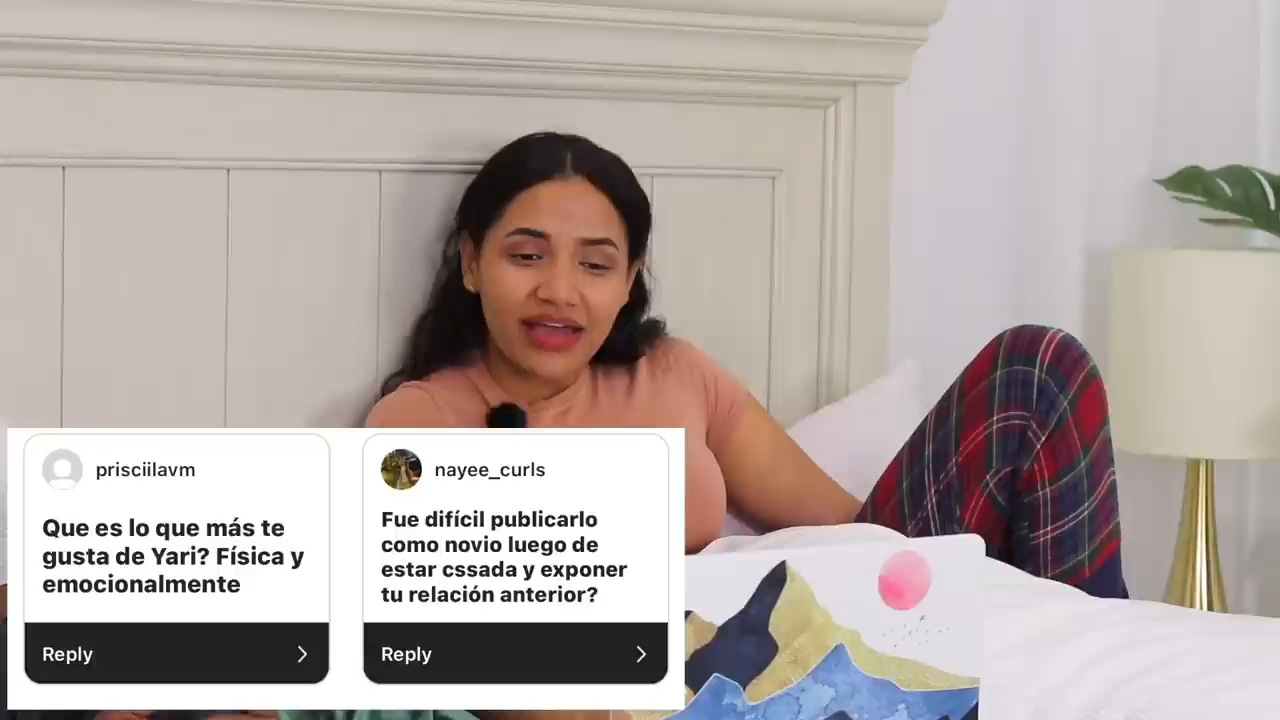 prisciilavm
Que es lo que más te
gusta de Yari? Física y
emocionalmente
Reply
nayee_curls
Fue difícil publicarlo
como novio luego de
estar cssada y exponer
tu relación anterior?
Reply